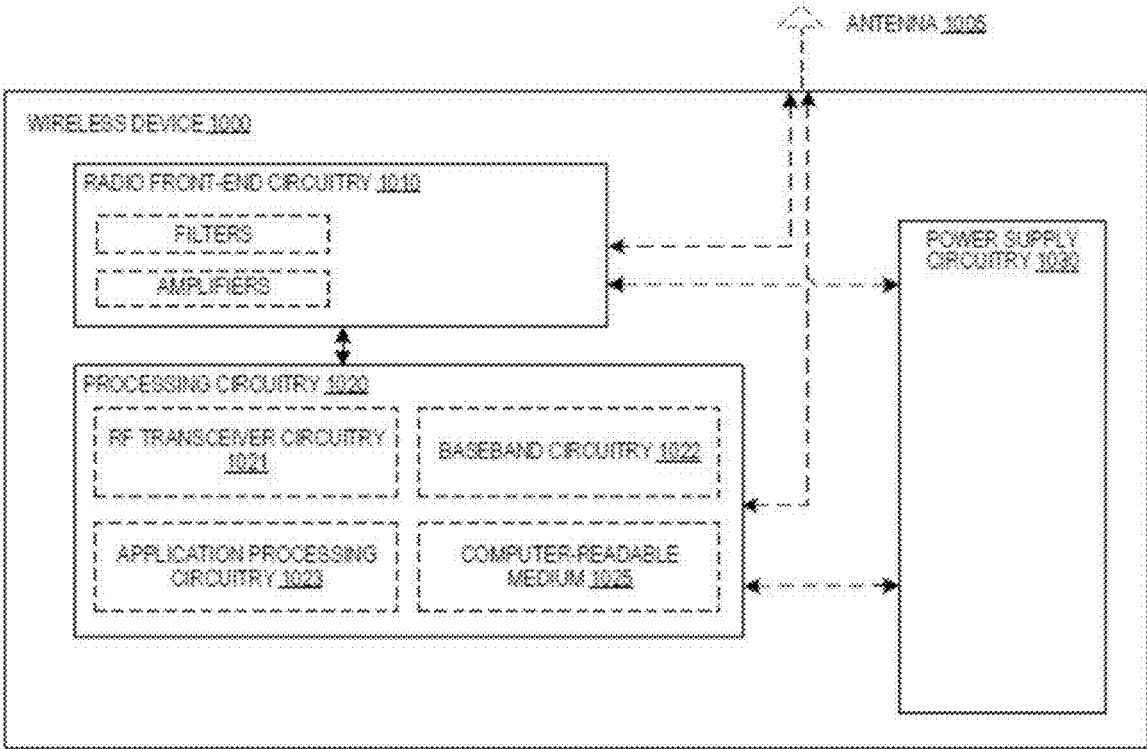 ANTENNA 1005
WIRELESS DEVICE 1000
RADIO FRONT-END CIRCUITRY 1010
FILTERS
AMPLIFIERS
POWER SUPPLY
CIRCUITRY 1030
PROCESSING CIRCUITRY 1020
RF TRANSCEIVER CIRCUITRY
1021
BASEBAND CIRCUITRY 1022
APPLICATION PROCESSING
CIRCUITRY 1023
COMPUTER-READABLE
MEDIUM 1025